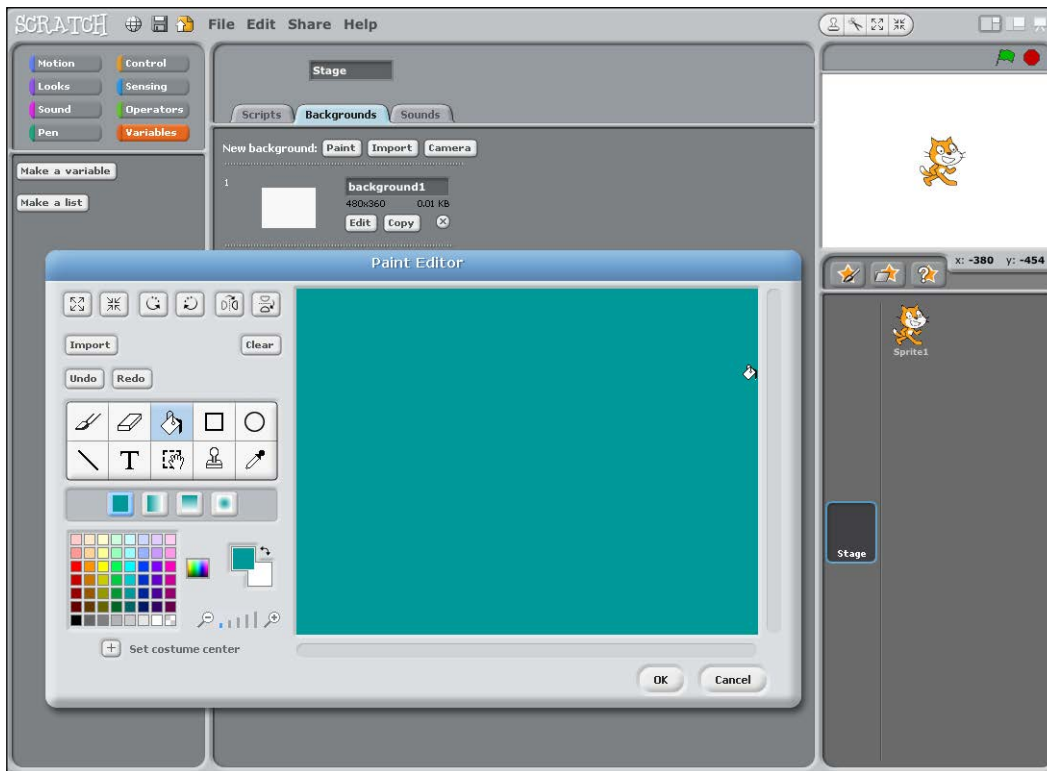 SCRATCH File Edit Share Help
Motion Control
Looks Sensing
Sound Operators
Pen Variables
Make a variable
Make a list
Stage
Scripts Backgrounds Sounds
New background: Paint Import Camera
1
background1
480x360 0.01 KB
Edit Copy
x: -380 y: -454
Sprite1
Stage
Paint Editor
Import Clear
Undo Redo
T
Set costume center
OK Cancel